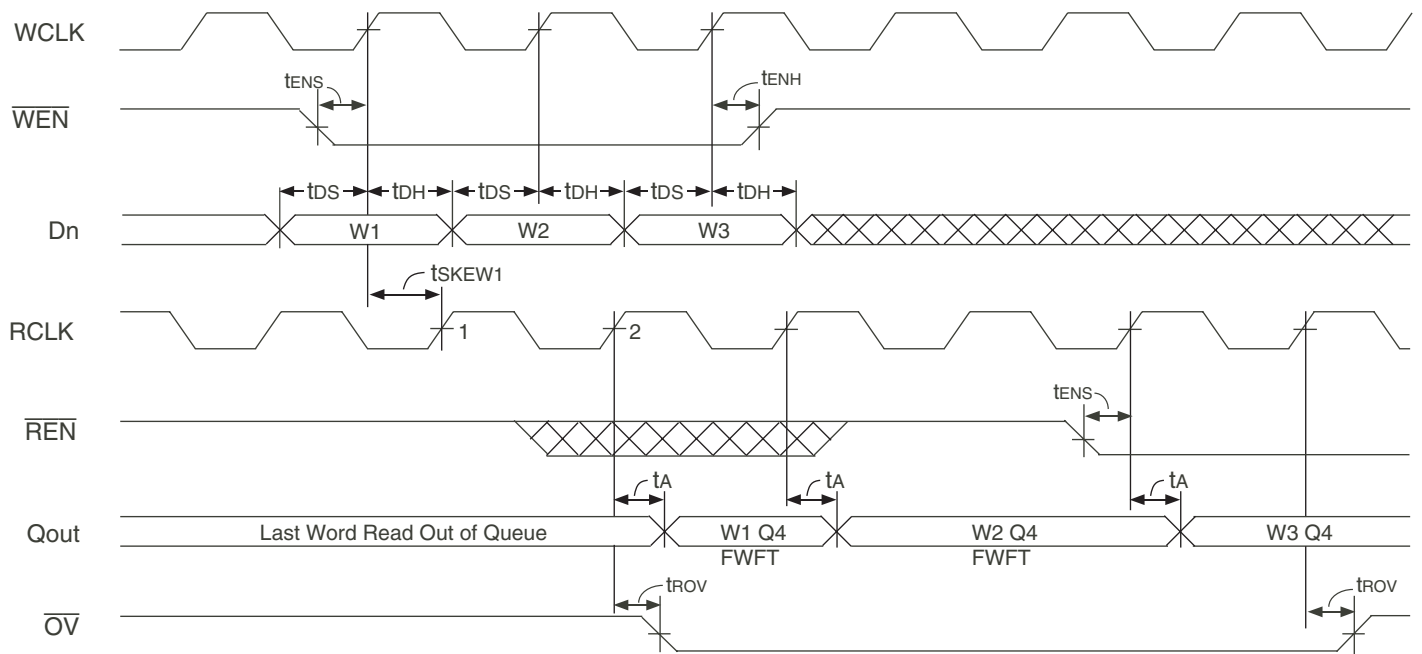 WCLK
tENS
tENH
WEN
tDS tDH tDS tDH tDS tDH
Dn W1 W2 W3
tSKEW1
RCLK 1 2
tENS
REN
tA tA tA
Qout Last Word Read Out of Queue W1 Q4 W2 Q4 W3 Q4
FWFT FWFT
tROV tROV
OV